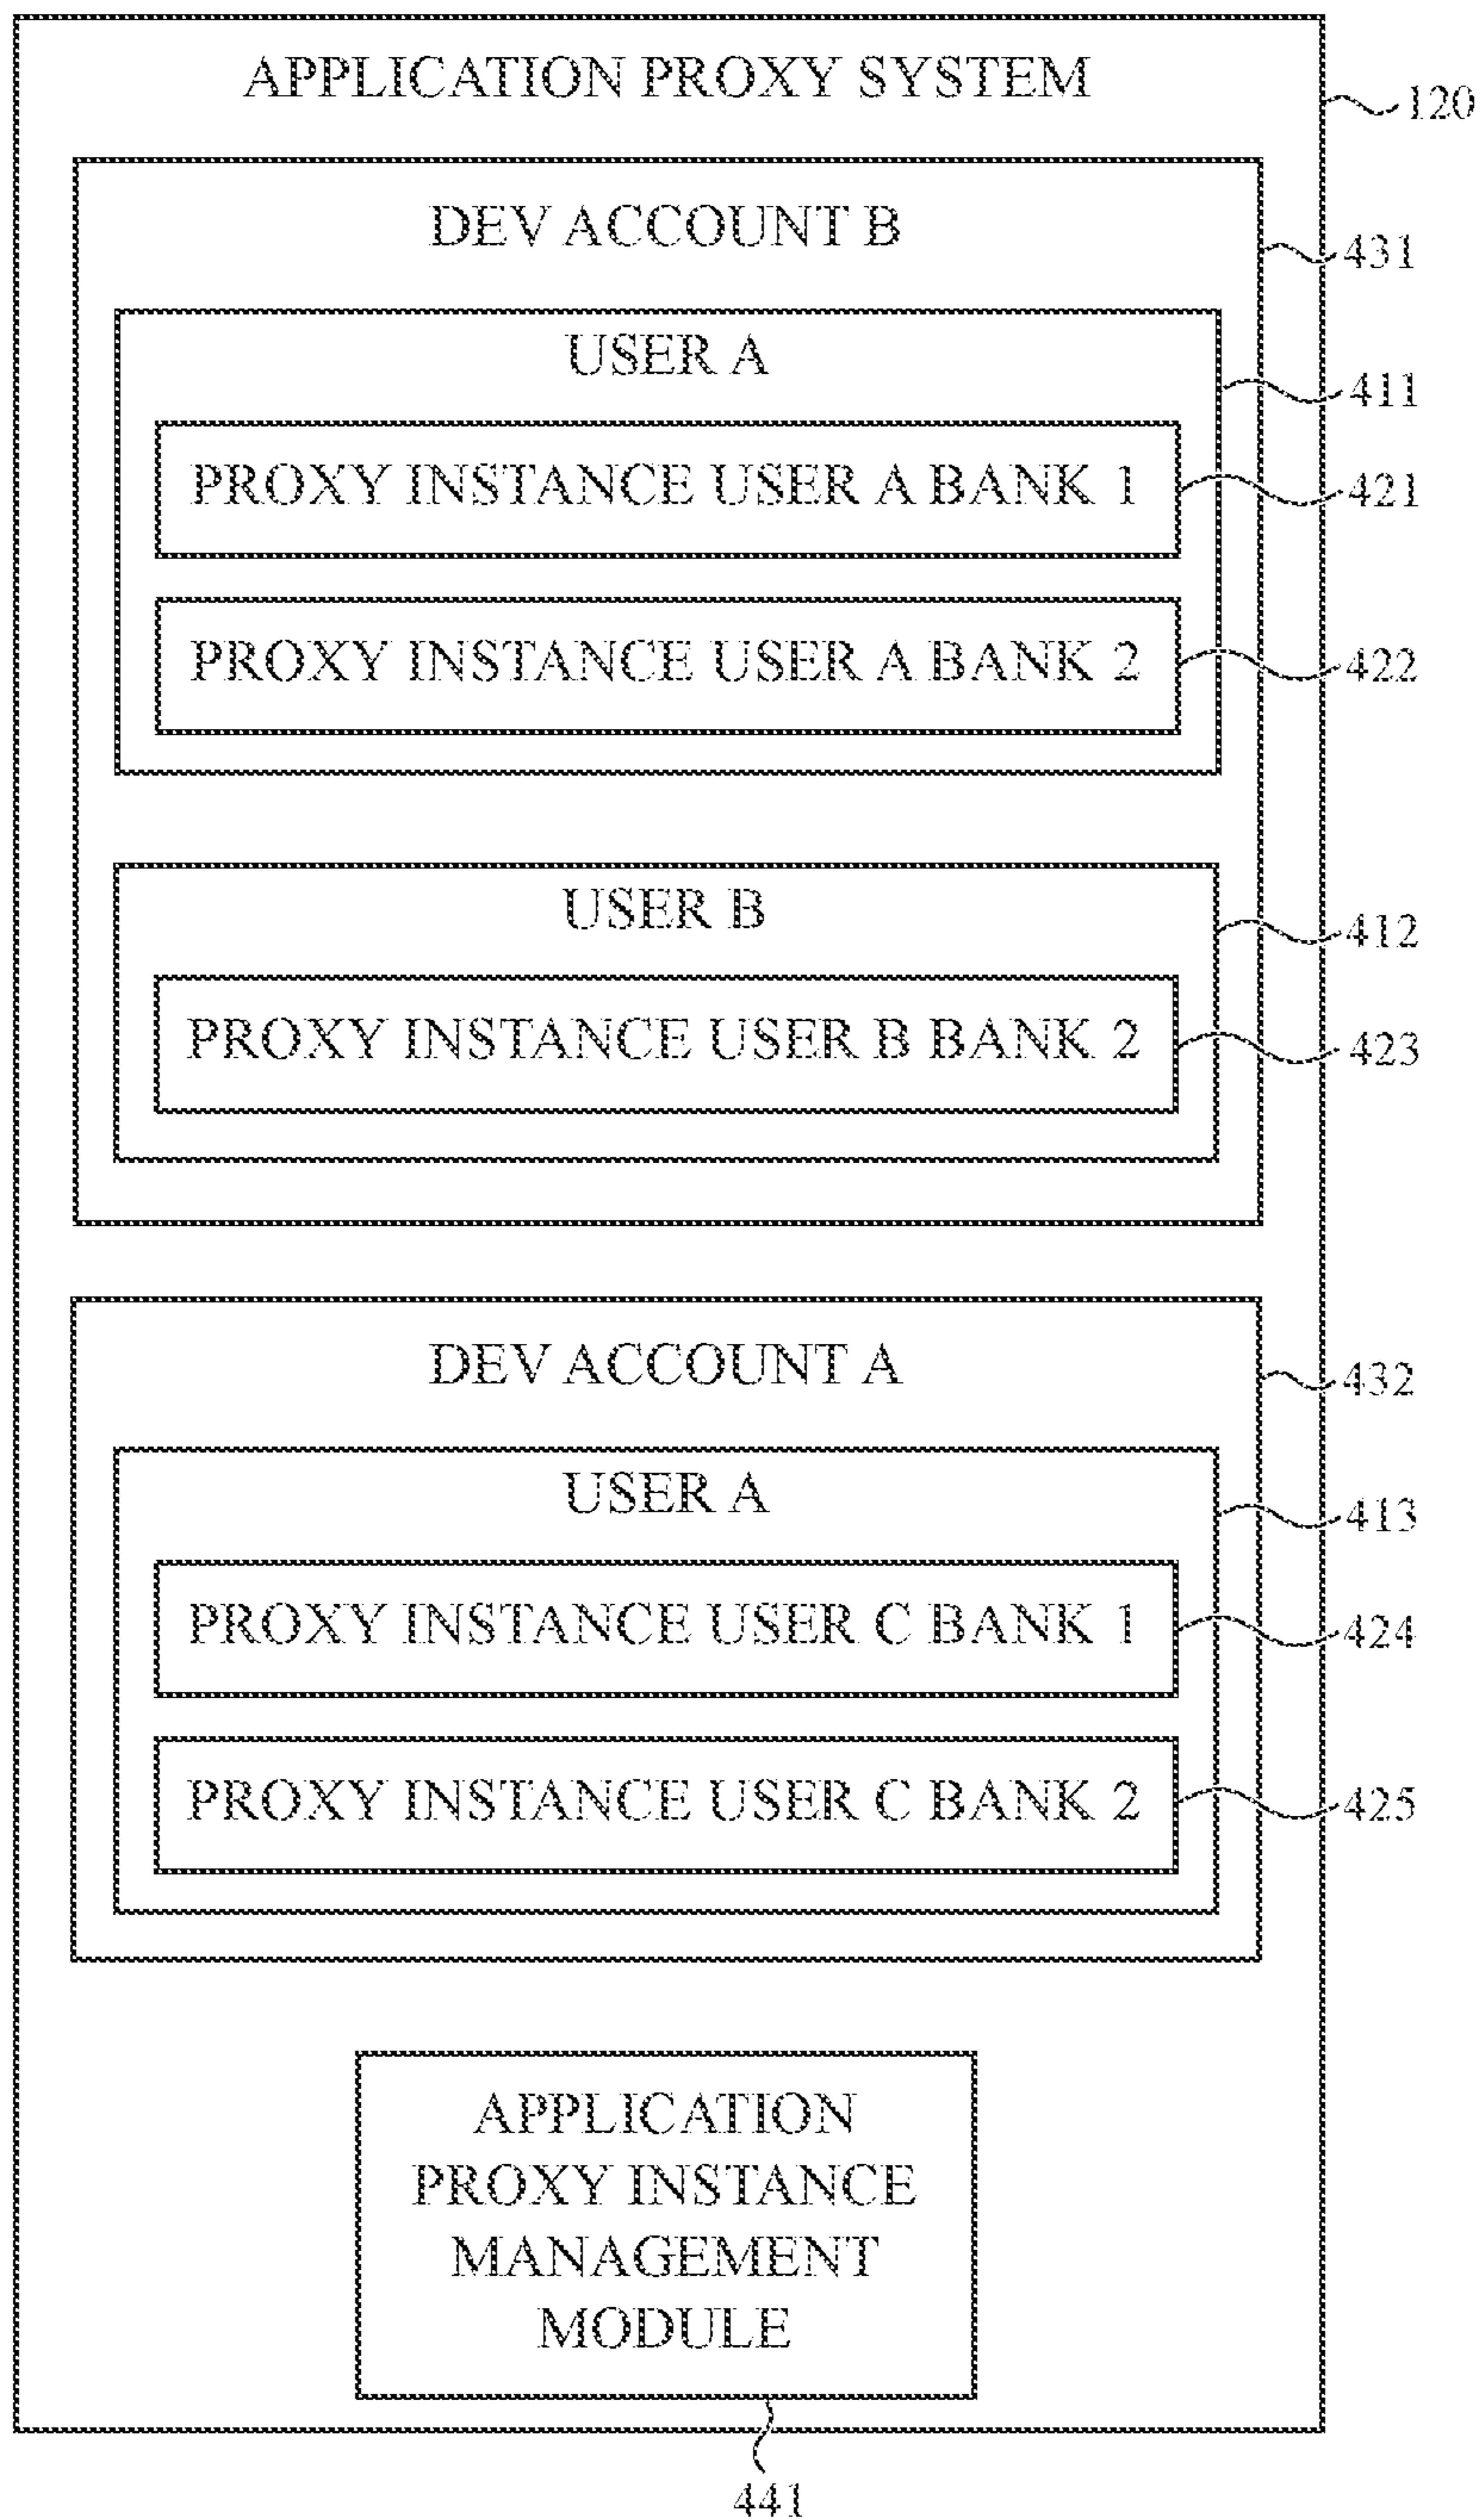 APPLICATION PROXY SYSTEM
120
DEV ACCOUNT B
431
USER A
411
PROXY INSTANCE USER A BANK 1
421
PROXY INSTANCE USER A BANK 2
422
USER B
412
PROXY INSTANCE USER B BANK 2
423
DEV ACCOUNT A
432
USER A
413
PROXY INSTANCE USER C BANK 1
424
PROXY INSTANCE USER C BANK 2
425
APPLICATION
PROXY INSTANCE
MANAGEMENT
MODULE
441